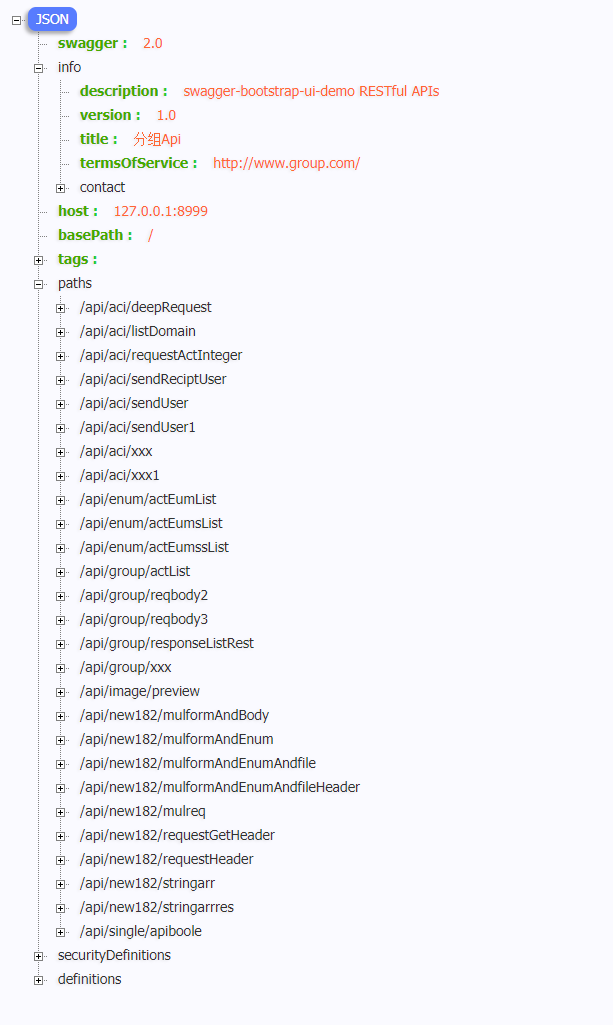 JSON
swagger : 2.0
info
description : swagger-bootstrap-ui-demo RESTful APIs
version : 1.0
title : 分组Api
termsOfService : http://www.group.com/
contact
host : 127.0.0.1:8999
basePath : /
tags :
paths
/api/aci/deepRequest
/api/aci/listDomain
/api/aci/requestActInteger
/api/aci/sendReciptUser
/api/aci/sendUser
/api/aci/sendUser1
/api/aci/xxx
/api/aci/xxx1
/api/enum/actEumList
/api/enum/actEumsList
/api/enum/actEumssList
/api/group/actList
/api/group/reqbody2
/api/group/reqbody3
/api/group/responseListRest
/api/group/xxx
/api/image/preview
/api/new182/mulformAndBody
/api/new182/mulformAndEnum
/api/new182/mulformAndEnumAndfile
/api/new182/mulformAndEnumAndfileHeader
/api/new182/mulreq
/api/new182/requestGetHeader
/api/new182/requestHeader
/api/new182/stringarr
/api/new182/stringarrres
/api/single/apiboole
securityDefinitions
definitions